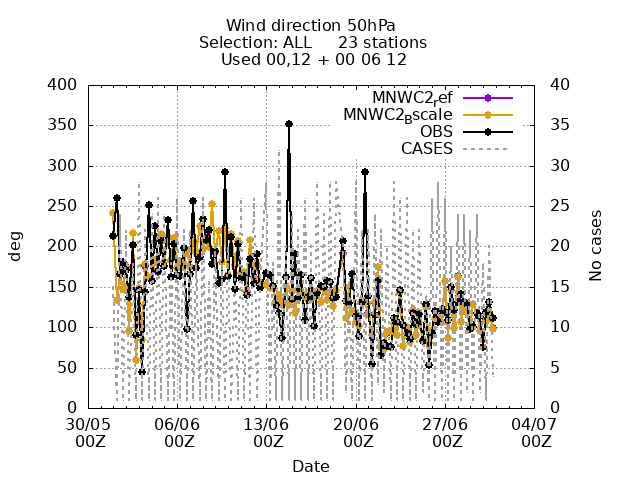 Wind direction 50hPa
Selection: ALL 23 stations
Used 00,12 + 00 06 12
400 40
MNWC2ref
MNWC2Bscale
OBS
CASES
350 35
300 30
250 25
200 20
150 15
100 10
50 5
0 0
deg
No cases
30/05 06/06 13/06 20/06 27/06 04/07
00Z 00Z 00Z 00Z 00Z 00Z
Date